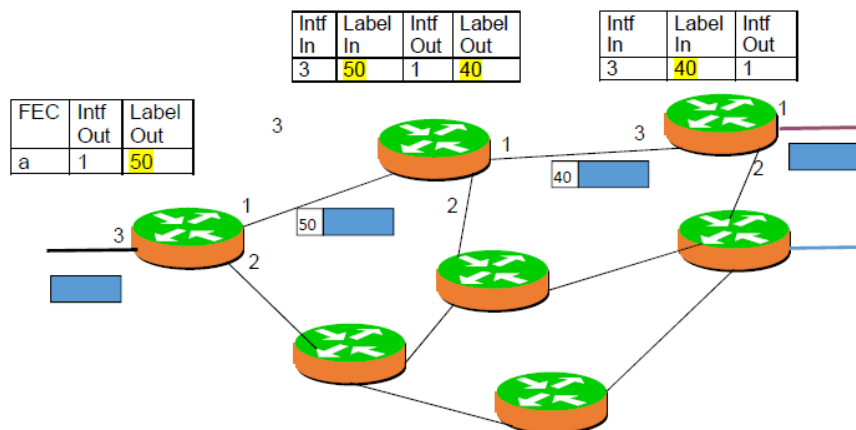 Intf In Label In Intf Out Label Out
3 50 1 40
Intf In Label In Intf Out
3 40 1
FEC Intf Out Label Out
a 1 50
3
1
3
1
2
40
2
50
1
3
2